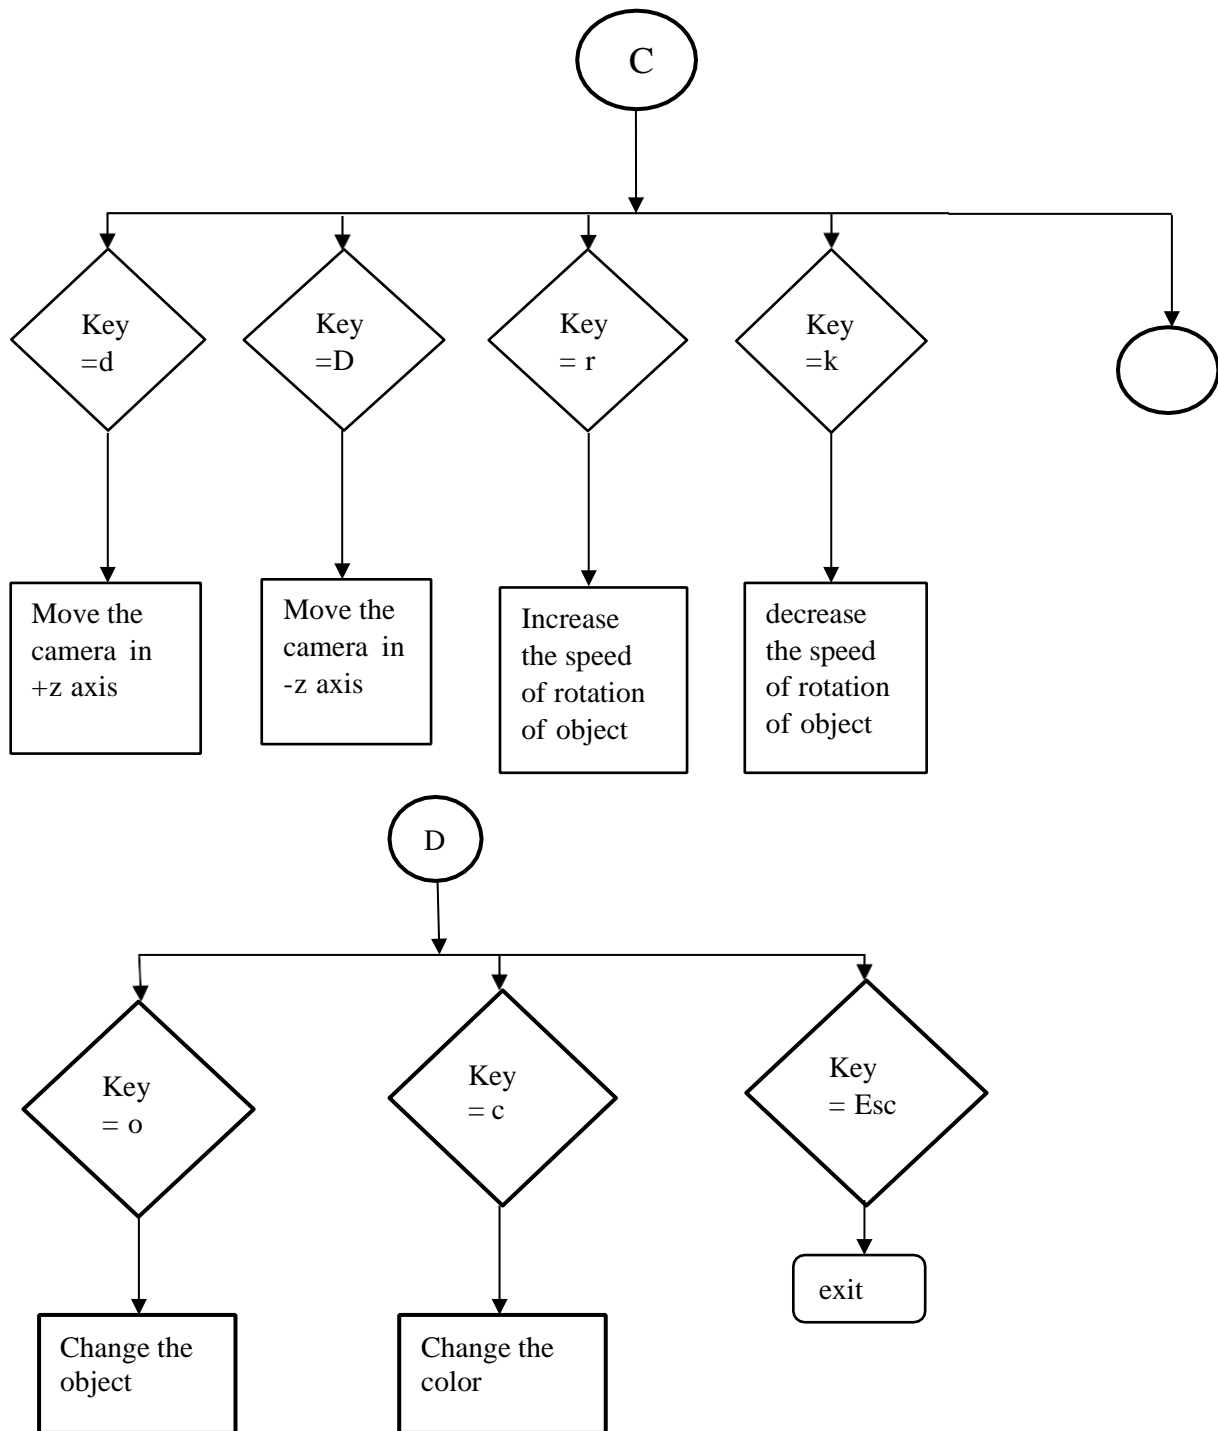 C
Key
=d
Key
=D
Key
= r
Key
=k
Move the
camera in
+z axis
Move the
camera in
-z axis
Increase
the speed
of rotation
of object
decrease
the speed
of rotation
of object
D
Key
= o
Key
= c
Key
= Esc
Change the
object
Change the
color
exit